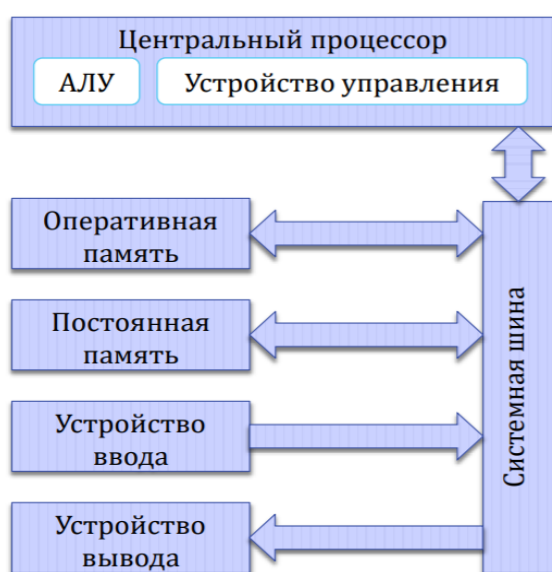 Центральный процессор
АЛУ
Устройство управления
Оперативная
память
Постоянная
память
Устройство
ввода
Устройство
вывода
Системная шина